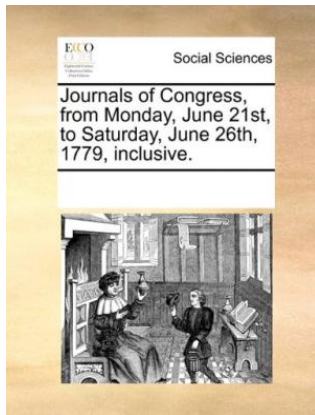 ECCO
Social Sciences
Journals of Congress,
from Monday, June 21st,
to Saturday, June 26th,
1779, inclusive.